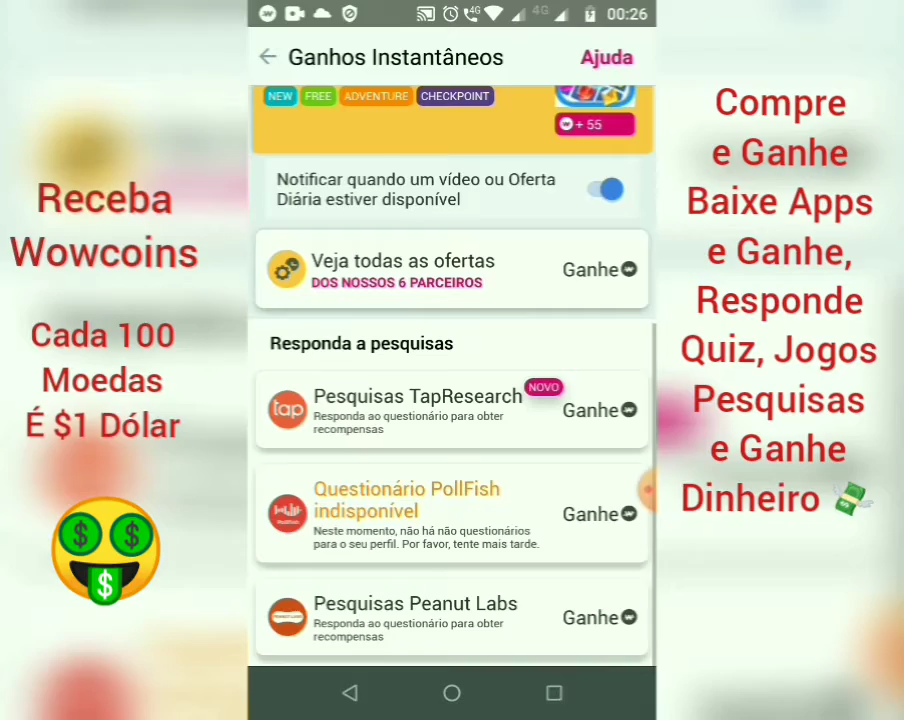 4G
4G
00:26
Ganhos Instantâneos
Ajuda
NEW
FREE
ADVENTURE
CHECKPOINT
+ 55
Notificar quando um vídeo ou Oferta
Diária estiver disponível
Veja todas as ofertas
DOS NOSSOS 6 PARCEIROS
Ganhe
Responda a pesquisas
tap
Pesquisas TapResearch
NOVO
Responda ao questionário para obter
recompensas
Ganhe
Questionário PollFish
indisponível
Neste momento, não há não questionários
para o seu perfil. Por favor, tente mais tarde.
Ganhe
Pesquisas Peanut Labs
Responda ao questionário para obter
recompensas
Ganhe
Receba
Wowcoins
Cada 100
Moedas
É $1 Dólar
Compre
e Ganhe
Baixe Apps
e Ganhe,
Responde
Quiz, Jogos
Pesquisas
e Ganhe
Dinheiro